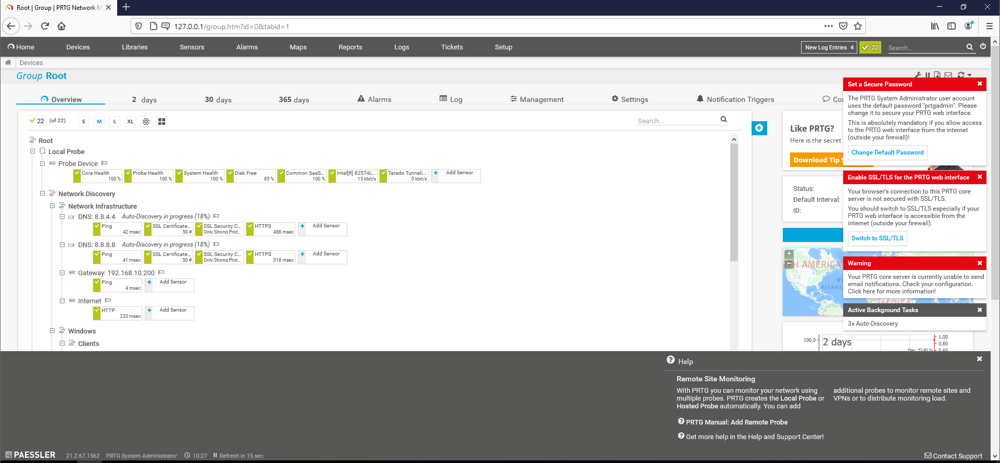 Root | Group | PRTG Network M
127.0.0.1/group.htm?id=0&tabid=1
Home
Devices
Libraries
Sensors
Alarms
Maps
Reports
Logs
Tickets
Setup
New Log Entries 4
22
Search...
Devices
Group Root
Overview
2 days
30 days
365 days
Alarms
Log
Management
Settings
Notification Triggers
22 (of 22)
S
M
L
XL
Search...
Root
Local Probe
Probe Device
Core Health
100 %
Probe Health
100 %
System Health
100 %
Disk Free
85 %
Common SaaS...
100 %
Intel[R] 82574L...
15 kbit/s
Teredo Tunneli...
0 kbit/s
Add Sensor
Network Discovery
Network Infrastructure
DNS: 8.8.4.4 Auto-Discovery in progress (18%)
Ping
42 msec
SSL Certificate...
50 #
SSL Security C...
Only Strong Prot...
HTTPS
488 msec
Add Sensor
DNS: 8.8.8.8 Auto-Discovery in progress (18%)
Ping
41 msec
SSL Certificate...
50 #
SSL Security C...
Only Strong Prot...
HTTPS
518 msec
Add Sensor
Gateway: 192.168.10.200
Ping
4 msec
Add Sensor
Internet
HTTP
233 msec
Add Sensor
Windows
Clients
Like PRTG?
Here is the secret
Download Tip S
Status:
Default Interval:
ID:
RTH AMERICA
Atlanti
AFRICA
100.0
2 days
Max: 53.80 %
1.00
0.80
0.60
Set a Secure Password
The PRTG System Administrator user account
uses the default password "prtgadmin". Please
change it to secure your PRTG web interface.
This is absolutely mandatory if you allow access
to the PRTG web interface from the internet
(outside your firewall)!
Change Default Password
Enable SSL/TLS for the PRTG web interface
Your browser's connection to this PRTG core
server is not secured with SSL/TLS.
You should switch to SSL/TLS especially if your
PRTG web interface is accessible from the
internet (outside your firewall).
Switch to SSL/TLS
Warning
Your PRTG core server is currently unable to send
email notifications. Check your configuration.
Click here for more information!
Active Background Tasks
3x Auto-Discovery
Help
Remote Site Monitoring
With PRTG you can monitor your network using
multiple probes. PRTG creates the Local Probe or
Hosted Probe automatically. You can add
additional probes to monitor remote sites and
VPNs or to distribute monitoring load.
PRTG Manual: Add Remote Probe
Get more help in the Help and Support Center!
PAESSLER
21.2.67.1562
PRTG System Administrator
10:27
Refresh in 15 sec
Contact Support